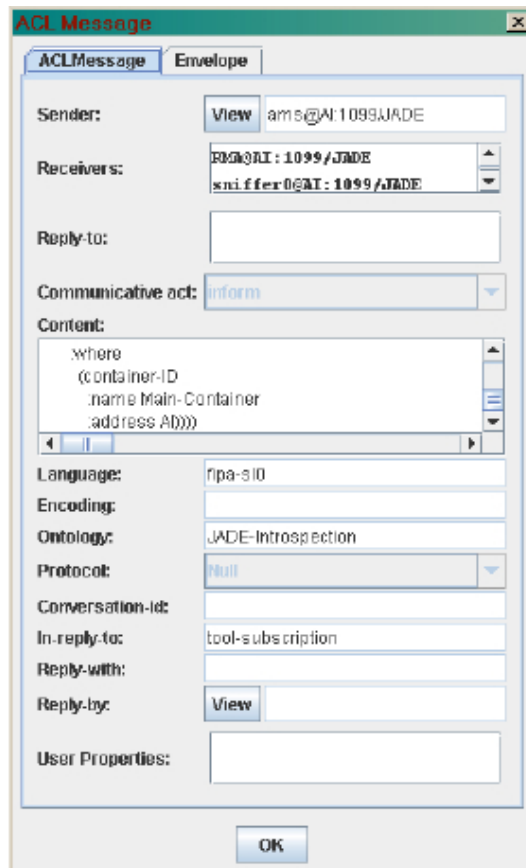 ACL Message
ACLMessage Envelope
Sender: View ams@AI:1099/JADE
Receivers: RMA@AI:1099/JADE
sniffer0@AI:1099/JADE
Reply-to:
Communicative act: inform
Content:
:where
(container-ID
:name Main-Container
:address AI))))
Language: fipa-sl0
Encoding:
Ontology: JADE-Introspection
Protocol: Null
Conversation-id:
In-reply-to: tool-subscription
Reply-with:
Reply-by: View
User Properties:
OK